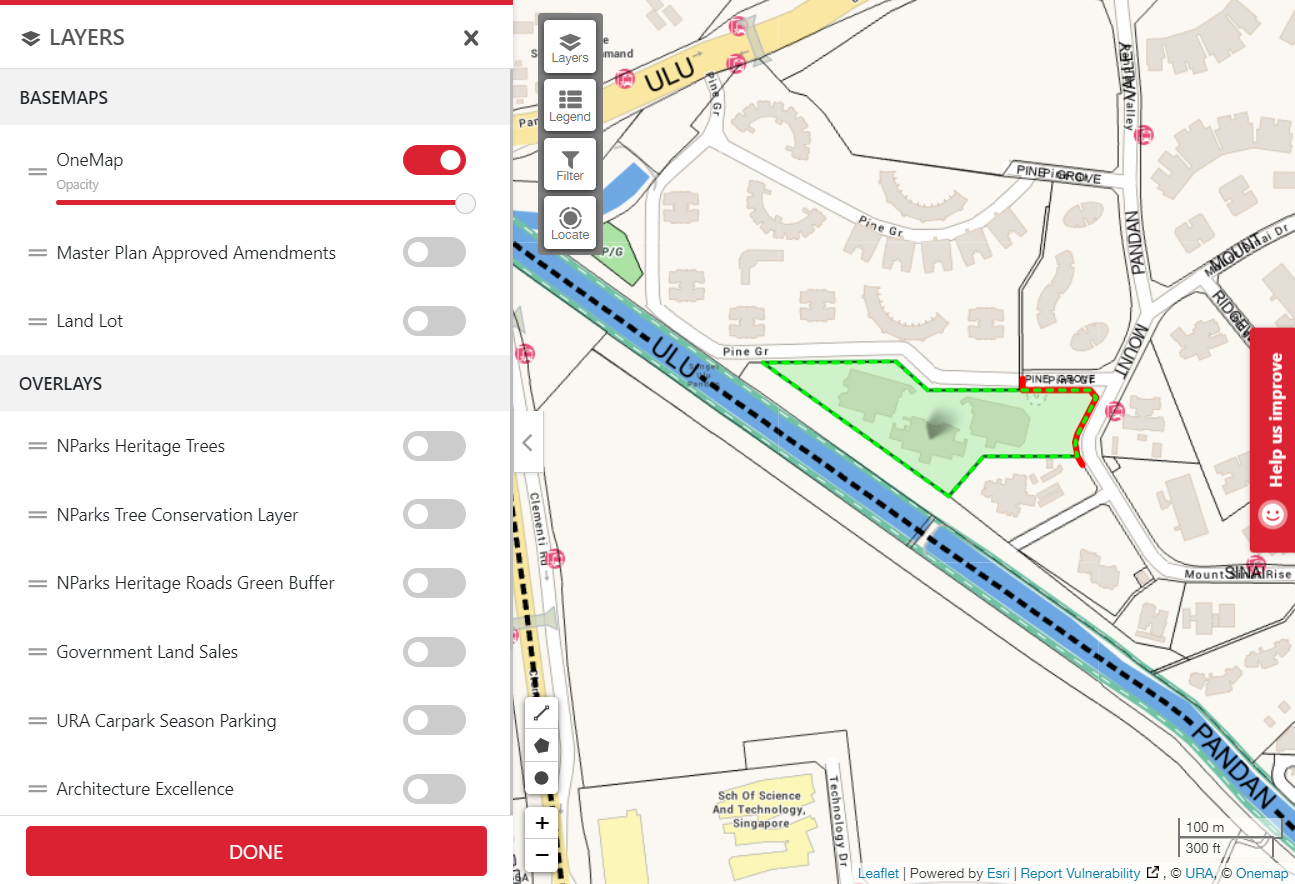 LAYERS
BASEMAPS
OneMap
Opacity
Master Plan Approved Amendments
Land Lot
OVERLAYS
NParks Heritage Trees
NParks Tree Conservation Layer
NParks Heritage Roads Green Buffer
Government Land Sales
URA Carpark Season Parking
Architecture Excellence
DONE
Layers
Legend
Filter
Locate
ULU
Pine Gr
P/G
Pine Gr
PINE GROVE
PANDAN
VALE
MOUNT
RIDGEW
MOUNT
Pine Gr
PINE GROVE
ULU
Clementi Rd
Mount Sinai Rise
SINAI
PANDAN
Sch Of Science
And Technology,
Singapore
Technology Dr
Help us improve
+
−
100 m
300 ft
Leaflet | Powered by Esri | Report Vulnerability , © URA, © Onemap